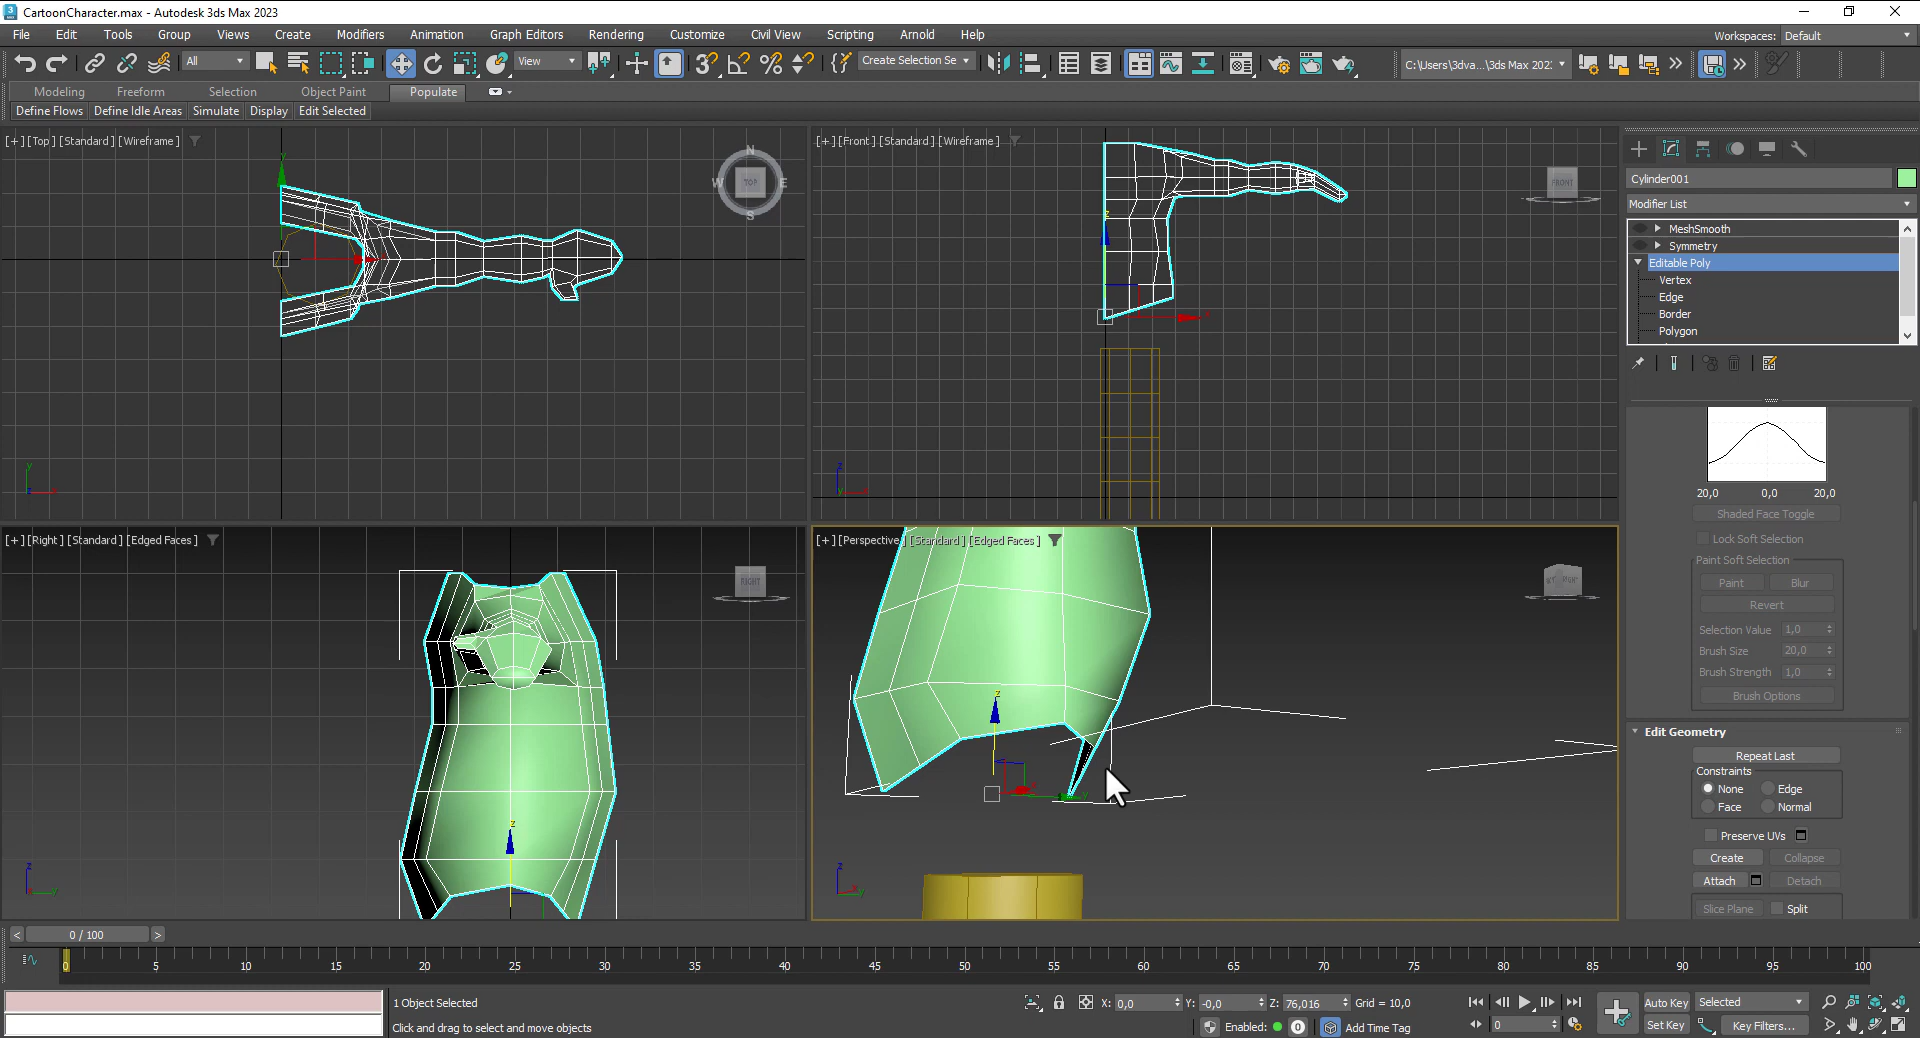 CartoonCharacter.max - Autodesk 3ds Max 2023
File Edit Tools Group Views Create Modifiers Animation Graph Editors Rendering Customize Civil View Scripting Arnold Help
Workspaces: Default
All View Create Selection Se C:\Users\3dva...\3ds Max 202:
Modeling Freeform Selection Object Paint Populate
Define Flows Define Idle Areas Simulate Display Edit Selected
[+] [Top] [Standard] [Wireframe]
N
W TOP E
S
[+] [Front] [Standard] [Wireframe]
FRONT
[+] [Right] [Standard] [Edged Faces]
RIGHT
[+] [Perspective] [Standard] [Edged Faces]
Cylinder001
Modifier List
MeshSmooth
Symmetry
Editable Poly
Vertex
Edge
Border
Polygon
20,0 0,0 20,0
Shaded Face Toggle
Lock Soft Selection
Paint Soft Selection
Paint Blur
Revert
Selection Value 1,0
Brush Size 20,0
Brush Strength 1,0
Brush Options
Edit Geometry
Repeat Last
Constraints
None Edge
Face Normal
Preserve UVs
Create Collapse
Attach Detach
Slice Plane Split
< 0 / 100 >
0 5 10 15 20 25 30 35 40 45 50 55 60 65 70 75 80 85 90 95 100
1 Object Selected
Click and drag to select and move objects
X: 0,0 Y: -0,0 Z: 76,016 Grid = 10,0
Enabled: 0 Add Time Tag
Auto Key Selected
0 Set Key Key Filters...